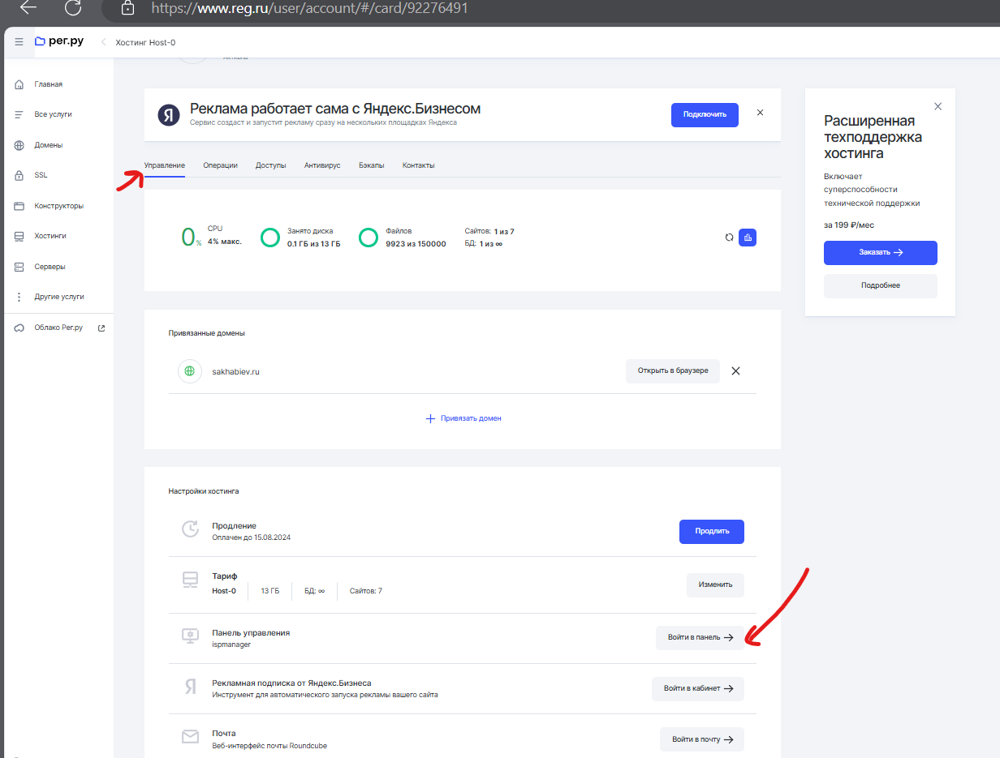 https://www.reg.ru/user/account/#/card/92276491
рег.ру
Хостинг Host-0
Главная
Все услуги
Домены
SSL
Конструкторы
Хостинги
Серверы
Другие услуги
Облако Рег.ру
Активно
Реклама работает сама с Яндекс.Бизнесом
Сервис создаст и запустит рекламу сразу на нескольких площадках Яндекса
Подключить
Управление Операции Доступы Антивирус Бэкапы Контакты
0%
CPU
4% макс.
Занято диска
0.1 ГБ из 13 ГБ
Файлов
9923 из 150000
Сайтов: 1 из 7
БД: 1 из ∞
Привязанные домены
sakhabiev.ru
Открыть в браузере
Привязать домен
Настройки хостинга
Продление
Оплачен до 15.08.2024
Продлить
Тариф
Host-0 13 ГБ БД: ∞ Сайтов: 7
Изменить
Панель управления
ispmanager
Войти в панель
Рекламная подписка от Яндекс.Бизнеса
Инструмент для автоматического запуска рекламы вашего сайта
Войти в кабинет
Почта
Веб-интерфейс почты Roundcube
Войти в почту
Расширенная
техподдержка
хостинга
Включает
суперспособности
технической поддержки
за 199 ₽/мес
Заказать
Подробнее